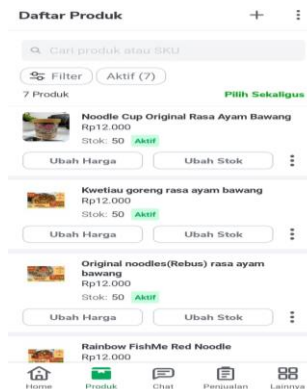 Daftar Produk
Cari produk atau SKU
Filter
Aktif (7)
7 Produk
Pilih Sekaligus
Noodle Cup Original Rasa Ayam Bawang
Rp12.000
Stok: 50 Aktif
Ubah Harga
Ubah Stok
Kwetiau goreng rasa ayam bawang
Rp12.000
Stok: 50 Aktif
Ubah Harga
Ubah Stok
Original noodles(Rebus) rasa ayam
bawang
Rp12.000
Stok: 50 Aktif
Ubah Harga
Ubah Stok
Rainbow FishMe Red Noodle
Rp12.000
Home
Produk
Chat
Penjualan
Lainnya